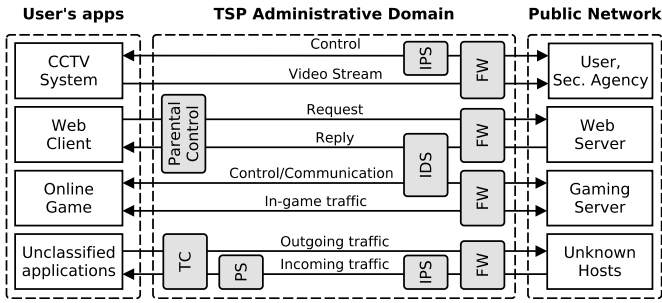 User's apps
TSP Administrative Domain
Public Network
CCTV
System
Control
IPS
FW
Video Stream
User,
Sec. Agency
Web
Client
Parental
Control
Request
Reply
FW
Web
Server
IDS
Online
Game
Control/Communication
In-game traffic
FW
Gaming
Server
Unclassified
applications
TC
PS
Outgoing traffic
Incoming traffic
IPS
FW
Unknown
Hosts